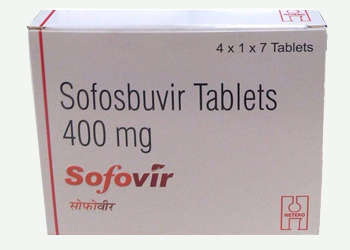 4 x 1 x 7 Tablets
Sofosbuvir Tablets
400 mg
Sofovir
सोफोवीर
HETERO